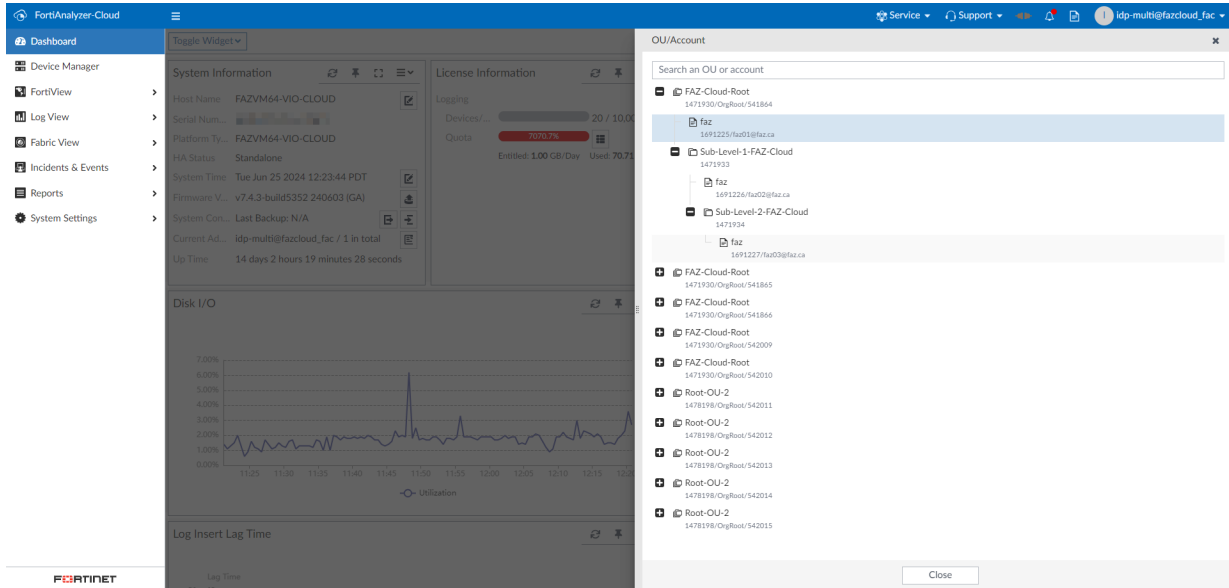 FortiAnalyzer-Cloud
Service
Support
idp-multi@fazcloud_fac
Dashboard
Device Manager
FortiView
Log View
Fabric View
Incidents & Events
Reports
System Settings
FORTINET
Toggle Widget
System Information
Host Name FAZVM64-VIO-CLOUD
Serial Num...
Platform Ty... FAZVM64-VIO-CLOUD
HA Status Standalone
System Time Tue Jun 25 2024 12:23:44 PDT
Firmware V... v7.4.3-build5352 240603 (GA)
System Con... Last Backup: N/A
Current Ad... idp-multi@fazcloud_fac / 1 in total
Up Time 14 days 2 hours 19 minutes 28 seconds
License Information
Logging
Devices/... 20 / 10,00
Quota 7070.7%
Entitled: 1.00 GB/Day Used: 70.71
Disk I/O
7.00%
6.00%
5.00%
4.00%
3.00%
2.00%
1.00%
0.00%
11:25 11:30 11:35 11:40 11:45 11:50 11:55 12:00 12:05 12:10 12:15 12:20
Utilization
Log Insert Lag Time
Lag Time
OU/Account
Search an OU or account
FAZ-Cloud-Root
1471930/OrgRoot/541864
faz
1691225/faz01@faz.ca
Sub-Level-1-FAZ-Cloud
1471933
faz
1691226/faz02@faz.ca
Sub-Level-2-FAZ-Cloud
1471934
faz
1691227/faz03@faz.ca
FAZ-Cloud-Root
1471930/OrgRoot/541865
FAZ-Cloud-Root
1471930/OrgRoot/541866
FAZ-Cloud-Root
1471930/OrgRoot/542009
FAZ-Cloud-Root
1471930/OrgRoot/542010
Root-OU-2
1478198/OrgRoot/542011
Root-OU-2
1478198/OrgRoot/542012
Root-OU-2
1478198/OrgRoot/542013
Root-OU-2
1478198/OrgRoot/542014
Root-OU-2
1478198/OrgRoot/542015
Close